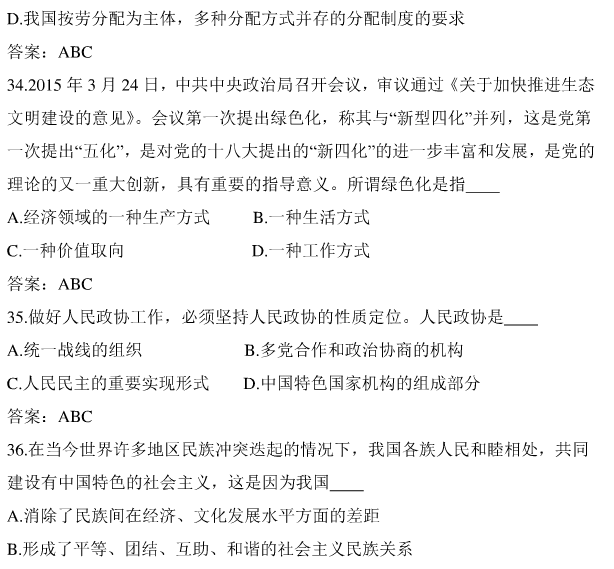 D.我国按劳分配为主体，多种分配方式并存的分配制度的要求
答案：ABC
34.2015 年 3 月 24 日，中共中央政治局召开会议，审议通过《关于加快推进生态
文明建设的意见》。会议第一次提出绿色化，称其与“新型四化”并列，这是党第
一次提出“五化”，是对党的十八大提出的“新四化”的进一步丰富和发展，是党的
理论的又一重大创新，具有重要的指导意义。所谓绿色化是指____
A.经济领域的一种生产方式 B.一种生活方式
C.一种价值取向 D.一种工作方式
答案：ABC
35.做好人民政协工作，必须坚持人民政协的性质定位。人民政协是____
A.统一战线的组织 B.多党合作和政治协商的机构
C.人民民主的重要实现形式 D.中国特色国家机构的组成部分
答案：ABC
36.在当今世界许多地区民族冲突迭起的情况下，我国各族人民和睦相处，共同
建设有中国特色的社会主义，这是因为我国____
A.消除了民族间在经济、文化发展水平方面的差距
B.形成了平等、团结、互助、和谐的社会主义民族关系